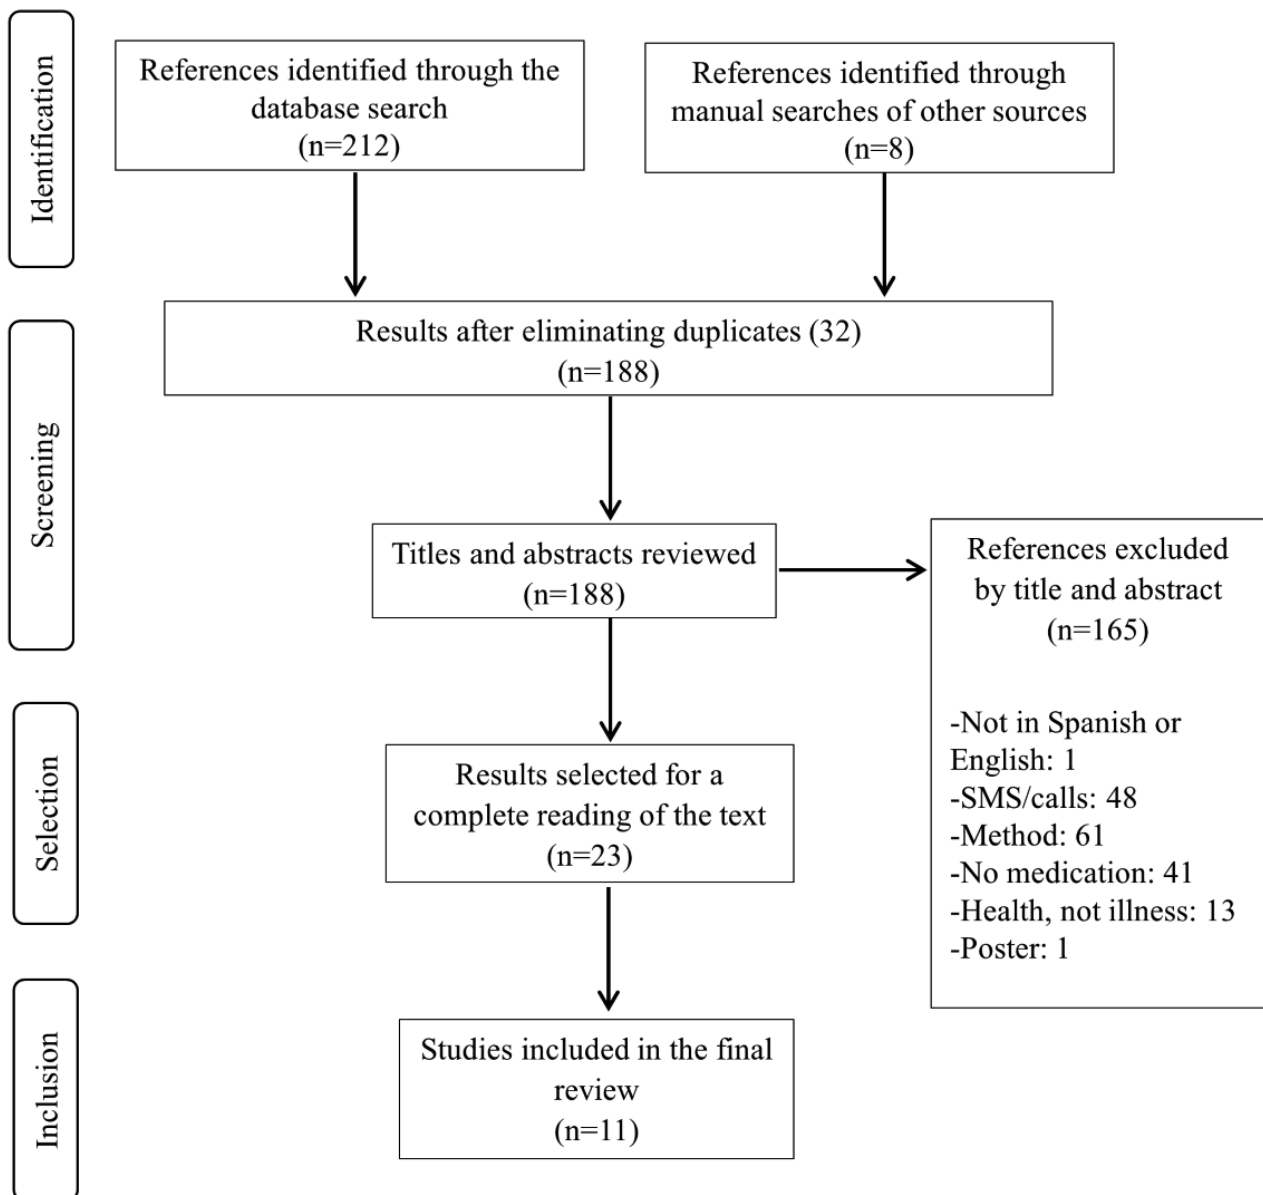 Identification
References identified through the
database search
(n=212)
References identified through
manual searches of other sources
(n=8)
Screening
Results after eliminating duplicates (32)
(n=188)
Titles and abstracts reviewed
(n=188)
References excluded
by title and abstract
(n=165)
-Not in Spanish or
English: 1
-SMS/calls: 48
-Method: 61
-No medication: 41
-Health, not illness: 13
-Poster: 1
Selection
Results selected for a
complete reading of the text
(n=23)
Inclusion
Studies included in the final
review
(n=11)